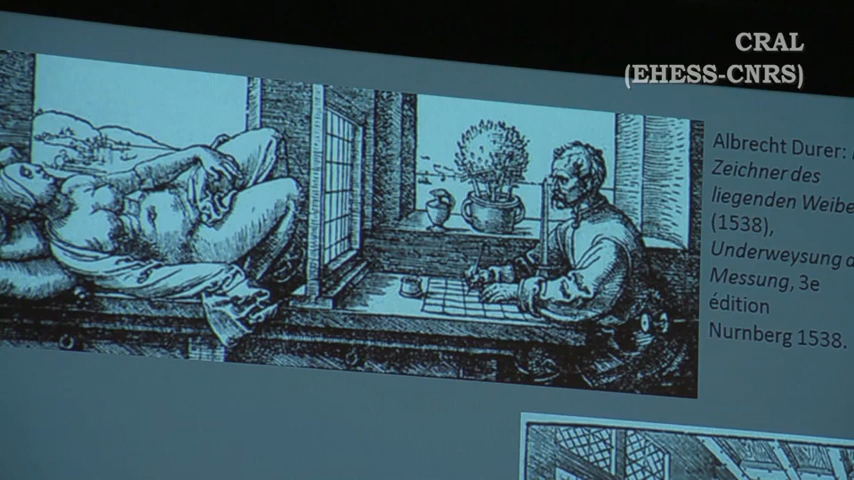 CRAL
(EHESS-CNRS)
Albrecht Durer:
Zeichner des
liegenden Weibe
(1538),
Underweysung d
Messung, 3e
édition
Nurnberg 1538.